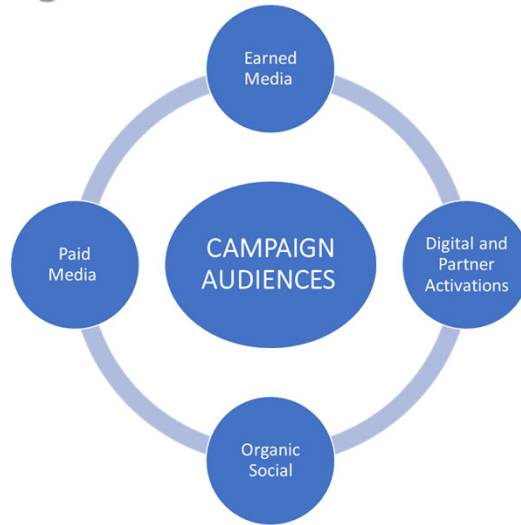 Earned
Media
Paid
Media
CAMPAIGN
AUDIENCES
Digital and
Partner
Activations
Organic
Social